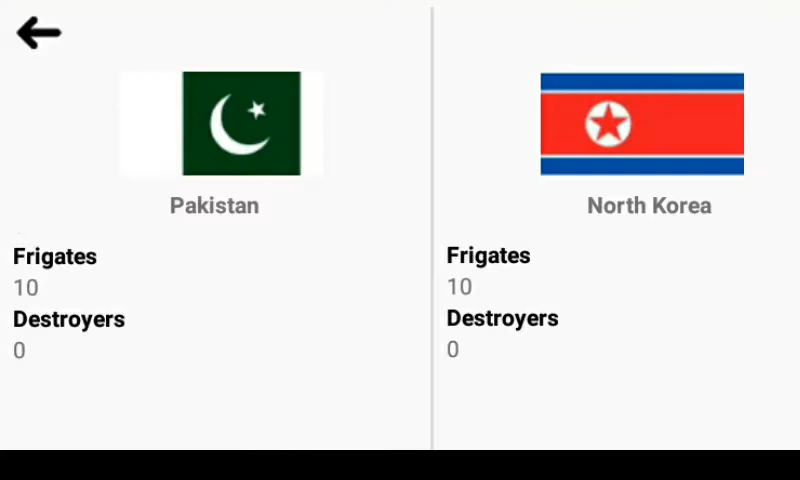 Pakistan
Frigates
10
Destroyers
0
North Korea
Frigates
10
Destroyers
0